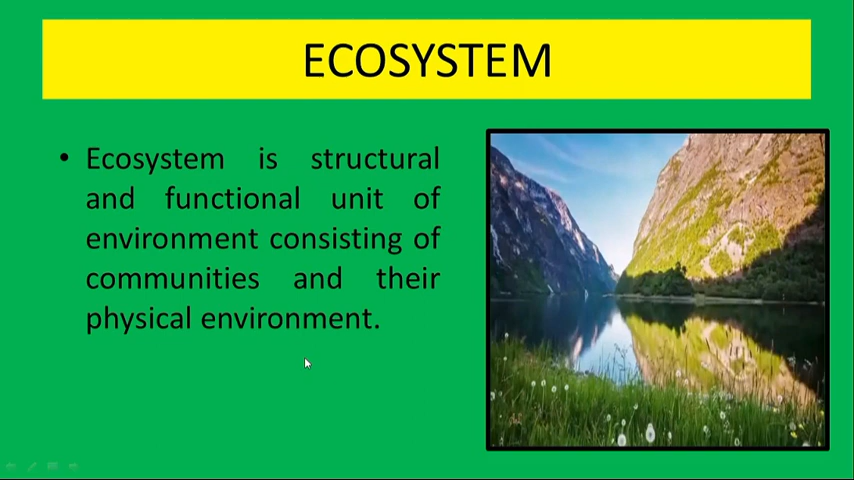 ECOSYSTEM
• Ecosystem is structural
and functional unit of
environment consisting of
communities and their
physical environment.